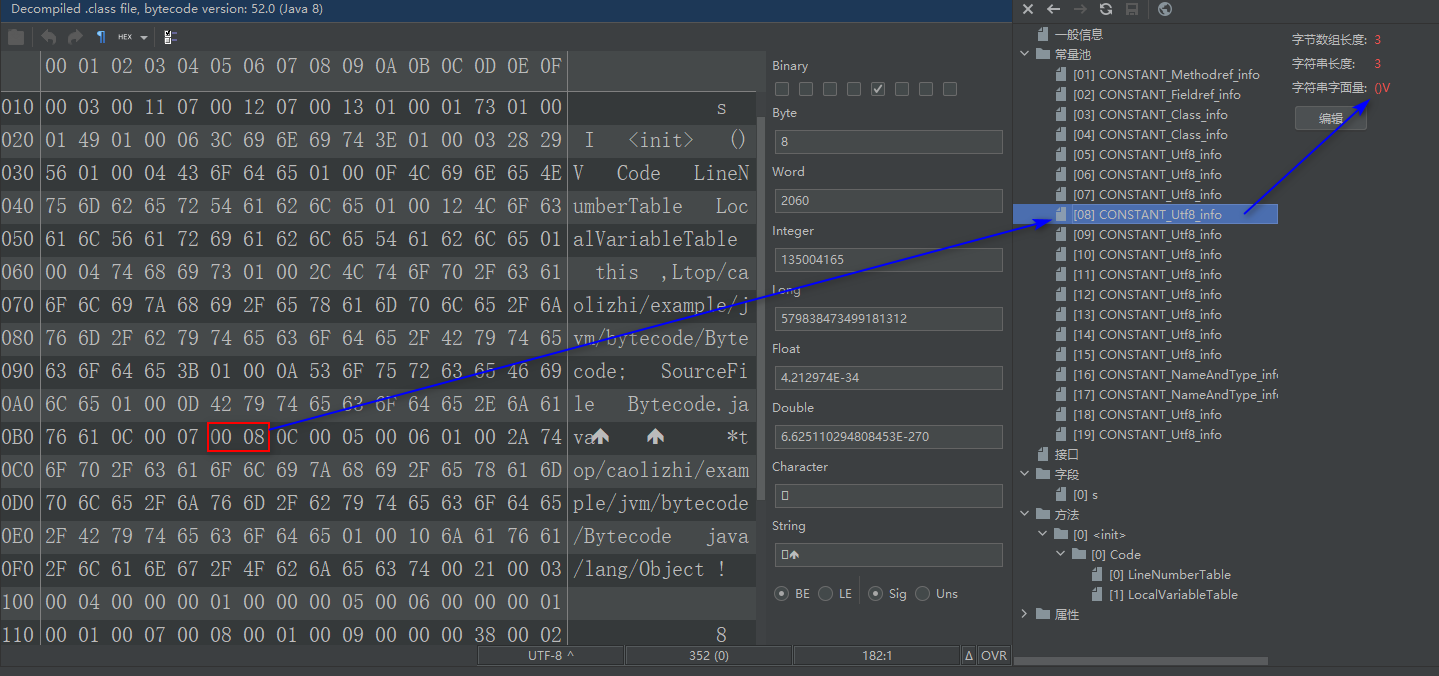 Decompiled .class file, bytecode version: 52.0 (Java 8)
HEX
00 01 02 03 04 05 06 07 08 09 0A 0B 0C 0D 0E 0F
010 00 03 00 11 07 00 12 07 00 13 01 00 01 73 01 00 s
020 01 49 01 00 06 3C 69 6E 69 74 3E 01 00 03 28 29 I <init> ()
030 56 01 00 04 43 6F 64 65 01 00 0F 4C 69 6E 65 4E V Code LineN
040 75 6D 62 65 72 54 61 62 6C 65 01 00 12 4C 6F 63 umberTable Loc
050 61 6C 56 61 72 69 61 62 6C 65 54 61 62 6C 65 01 alVariableTable
060 00 04 74 68 69 73 01 00 2C 4C 74 6F 70 2F 63 61 this ,Ltop/ca
070 6F 6C 69 7A 68 69 2F 65 78 61 6D 70 6C 65 2F 6A olizhi/example/j
080 76 6D 2F 62 79 74 65 63 6F 64 65 2F 42 79 74 65 vm/bytecode/Byte
090 63 6F 64 65 3B 01 00 0A 53 6F 75 72 63 65 46 69 code; SourceFi
0A0 6C 65 01 00 0D 42 79 74 65 63 6F 64 65 2E 6A 61 le Bytecode.ja
0B0 76 61 0C 00 07 00 08 0C 00 05 00 06 01 00 2A 74 va *t
0C0 6F 70 2F 63 61 6F 6C 69 7A 68 69 2F 65 78 61 6D op/caolizhi/exam
0D0 70 6C 65 2F 6A 76 6D 2F 62 79 74 65 63 6F 64 65 ple/jvm/bytecode
0E0 2F 42 79 74 65 63 6F 64 65 01 00 10 6A 61 76 61 /Bytecode java
0F0 2F 6C 61 6E 67 2F 4F 62 6A 65 63 74 00 21 00 03 /lang/Object !
100 00 04 00 00 00 01 00 00 00 05 00 06 00 00 00 01
110 00 01 00 07 00 08 00 01 00 09 00 00 00 38 00 02 8
Binary
Byte
8
Word
2060
Integer
135004165
Long
579838473499181312
Float
4.212974E-34
Double
6.625110294808453E-270
Character
String
BE LE Sig Uns
UTF-8 ^ 352 (0) 182:1 Δ OVR
一般信息
常量池
[01] CONSTANT_Methodref_info
[02] CONSTANT_Fieldref_info
[03] CONSTANT_Class_info
[04] CONSTANT_Class_info
[05] CONSTANT_Utf8_info
[06] CONSTANT_Utf8_info
[07] CONSTANT_Utf8_info
[08] CONSTANT_Utf8_info
[09] CONSTANT_Utf8_info
[10] CONSTANT_Utf8_info
[11] CONSTANT_Utf8_info
[12] CONSTANT_Utf8_info
[13] CONSTANT_Utf8_info
[14] CONSTANT_Utf8_info
[15] CONSTANT_Utf8_info
[16] CONSTANT_NameAndType_info
[17] CONSTANT_NameAndType_info
[18] CONSTANT_Utf8_info
[19] CONSTANT_Utf8_info
接口
字段
[0] s
方法
[0] <init>
[0] Code
[0] LineNumberTable
[1] LocalVariableTable
属性
字节数组长度: 3
字符串长度: 3
字符串字面量: ()V
编辑